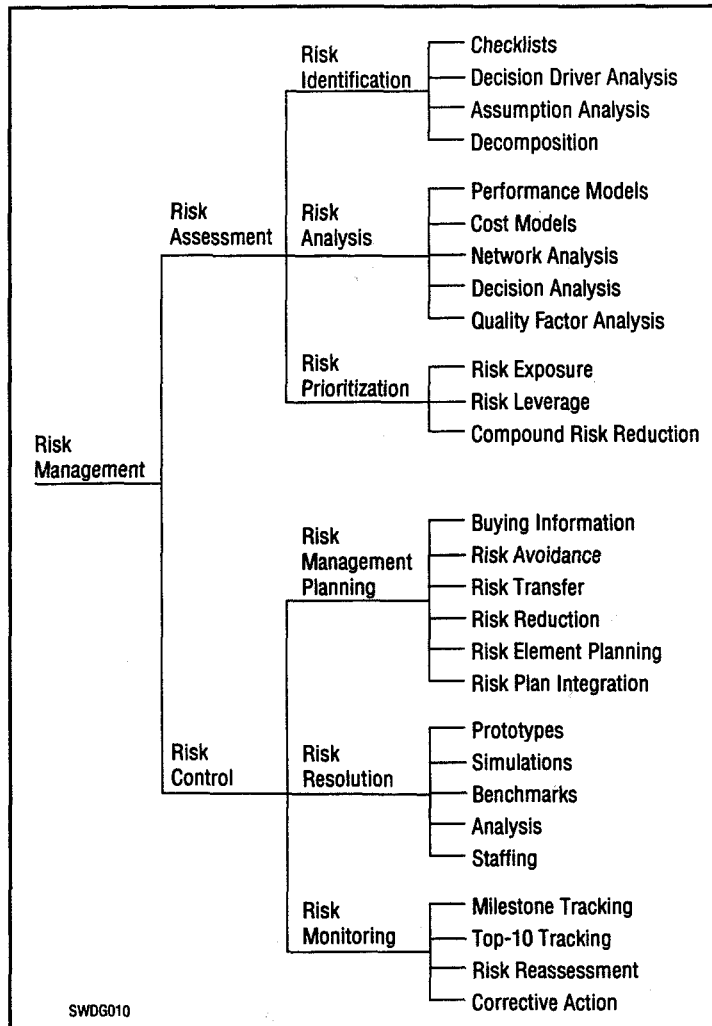 Risk
Identification
Checklists
Decision Driver Analysis
Assumption Analysis
Decomposition
Risk
Assessment
Risk
Analysis
Performance Models
Cost Models
Network Analysis
Decision Analysis
Quality Factor Analysis
Risk
Prioritization
Risk Exposure
Risk Leverage
Compound Risk Reduction
Risk
Management
Risk
Management
Planning
Buying Information
Risk Avoidance
Risk Transfer
Risk Reduction
Risk Element Planning
Risk Plan Integration
Risk
Control
Risk
Resolution
Prototypes
Simulations
Benchmarks
Analysis
Staffing
Risk
Monitoring
Milestone Tracking
Top-10 Tracking
Risk Reassessment
Corrective Action
SWDG010